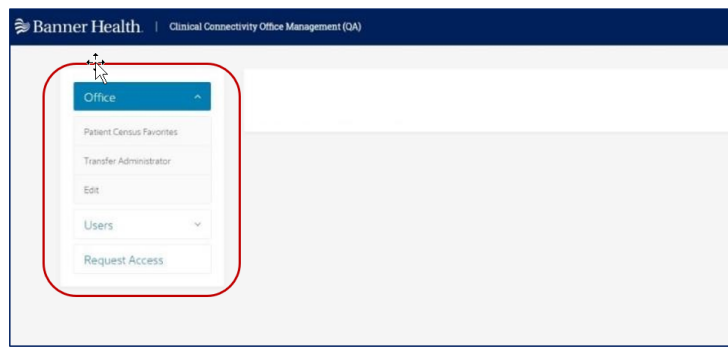 Banner Health. | Clinical Connectivity Office Management (QA)
Office
Patient Census Favorites
Transfer Administrator
Edit
Users
Request Access